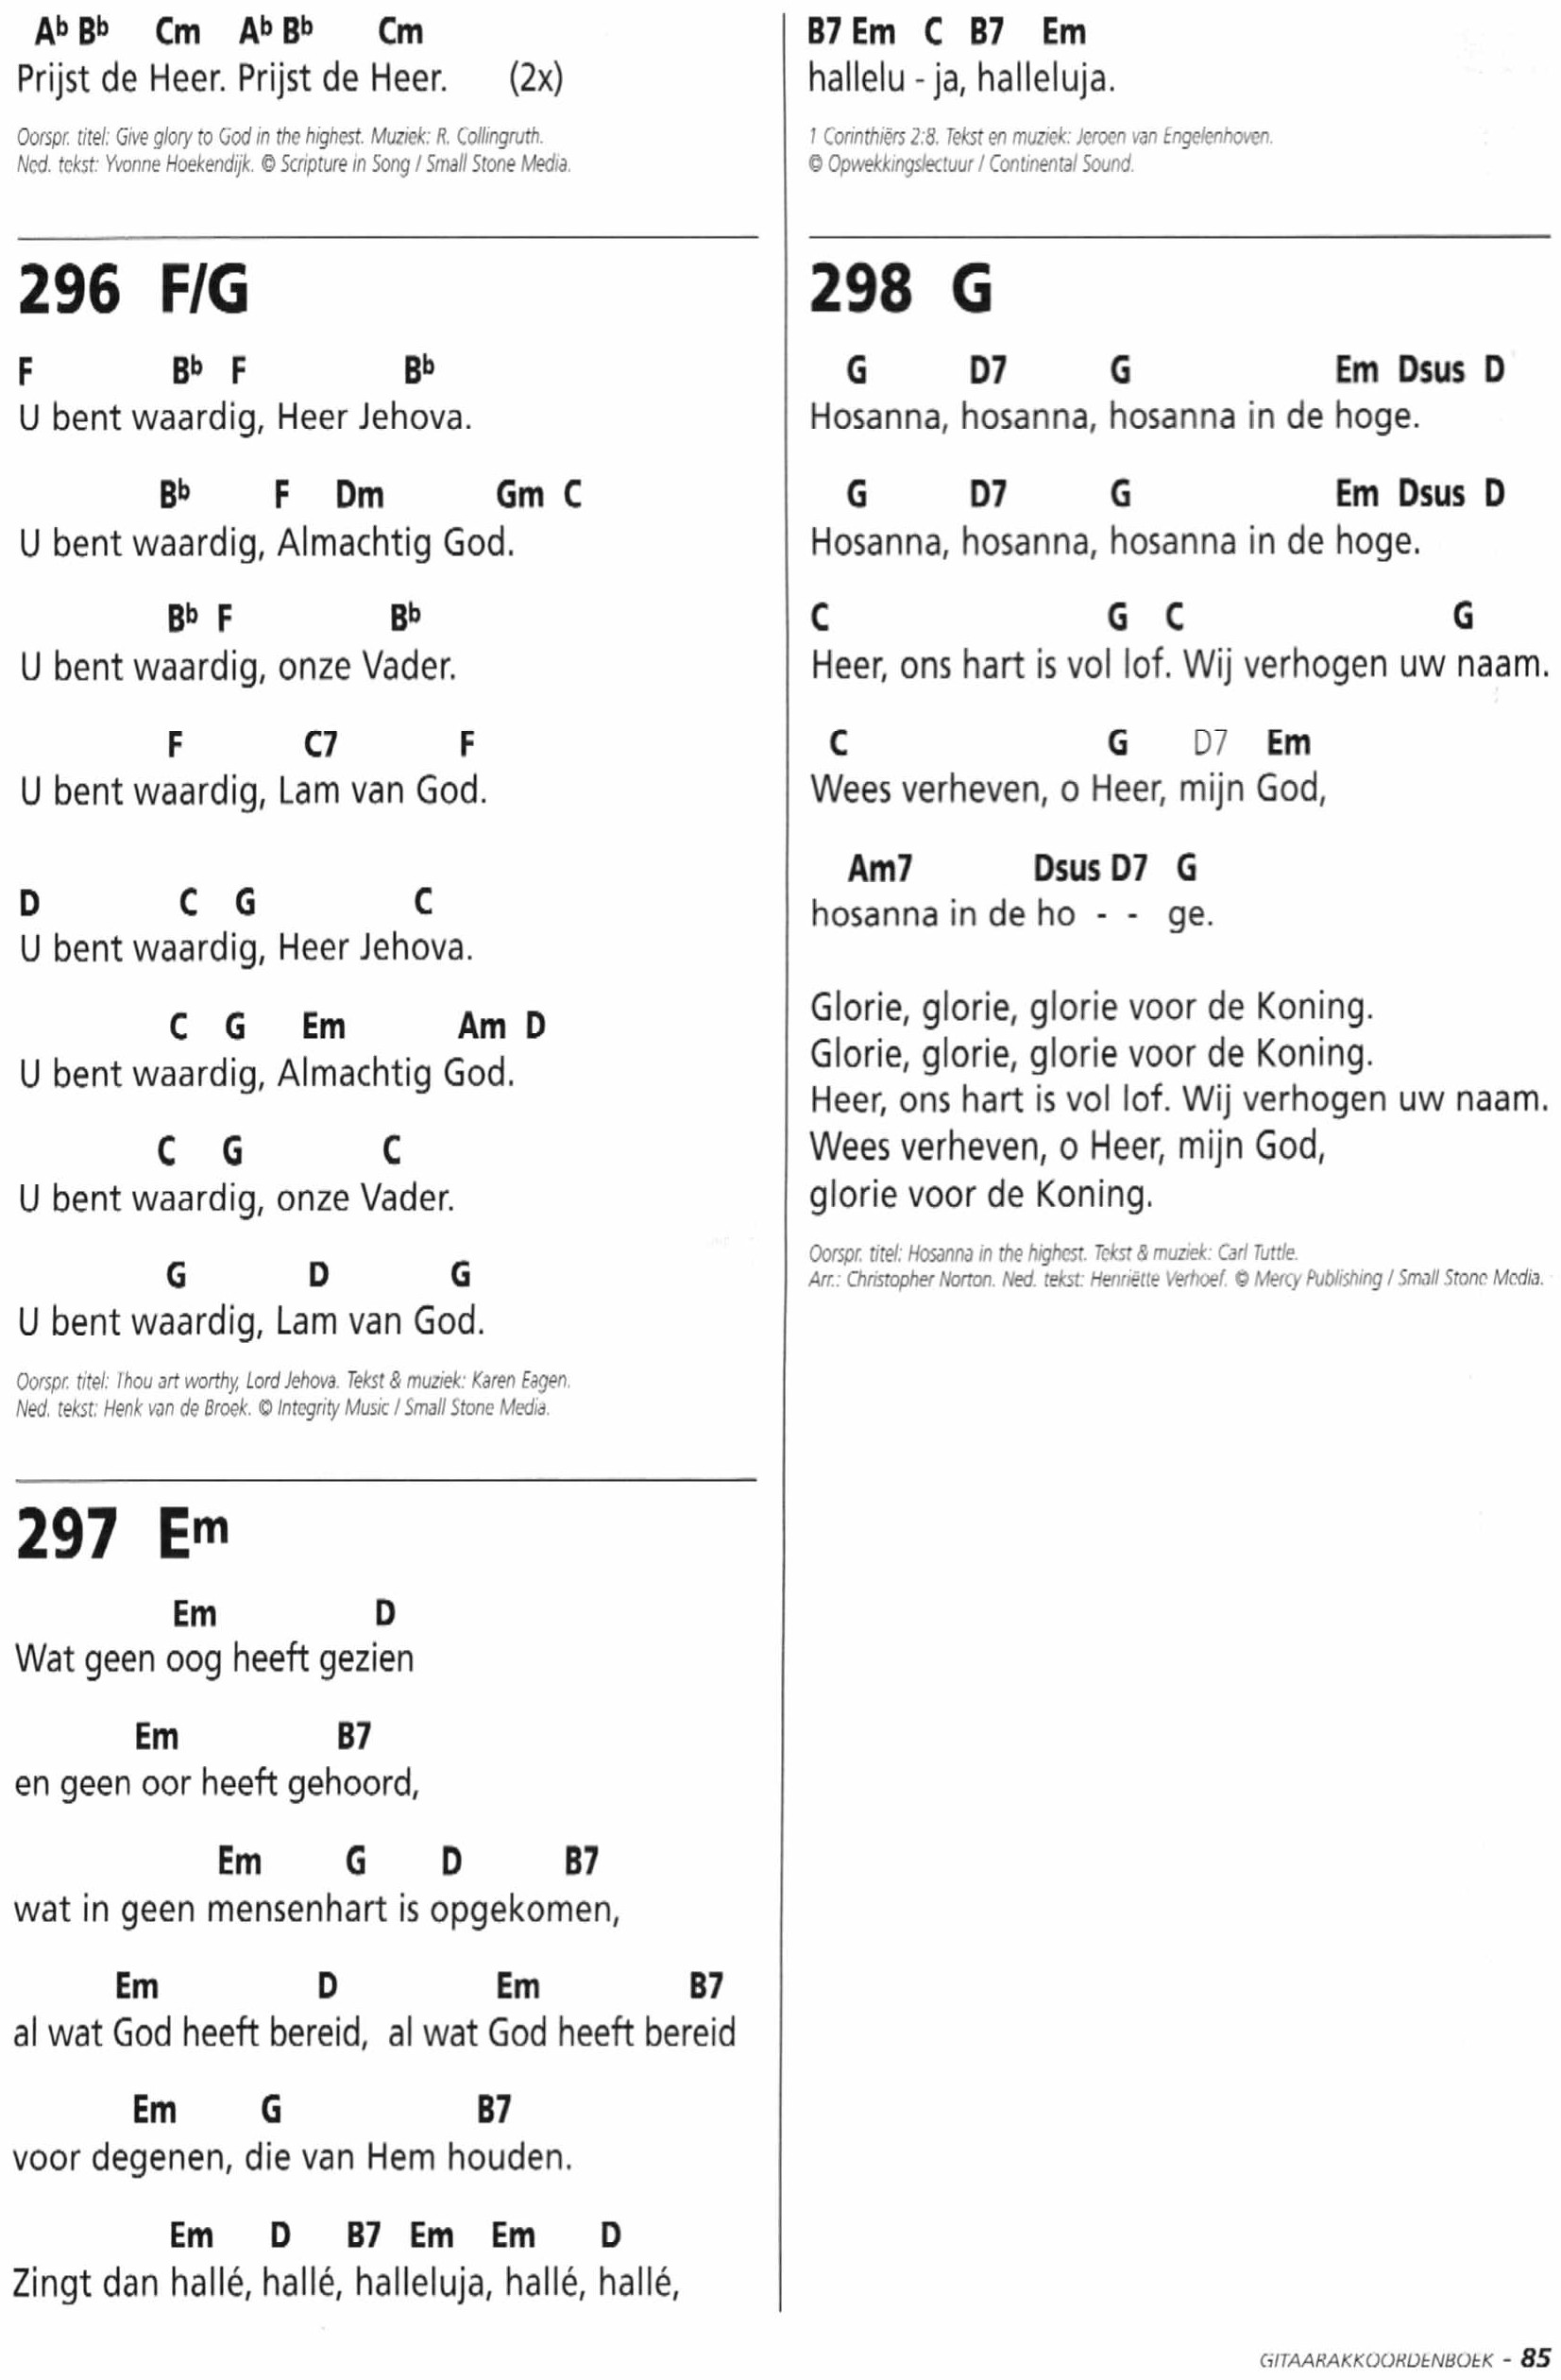 Ab Bb Cm Ab Bb Cm
Prijst de Heer. Prijst de Heer. (2x)
Oorspr. titel: Give glory to God in the highest. Muziek: R. Collingruth.
Ned. tekst: Yvonne Hoekendijk. © Scripture in Song / Small Stone Media.
296 F/G
F Bb F Bb
U bent waardig, Heer Jehova.
Bb F Dm Gm C
U bent waardig, Almachtig God.
Bb F Bb
U bent waardig, onze Vader.
F C7 F
U bent waardig, Lam van God.
D C G C
U bent waardig, Heer Jehova.
C G Em Am D
U bent waardig, Almachtig God.
C G C
U bent waardig, onze Vader.
G D G
U bent waardig, Lam van God.
Oorspr. titel: Thou art worthy, Lord Jehova. Tekst & muziek: Karen Eagen.
Ned. tekst: Henk van de Broek. © Integrity Music / Small Stone Media.
297 Em
Em D
Wat geen oog heeft gezien
Em B7
en geen oor heeft gehoord,
Em G D B7
wat in geen mensenhart is opgekomen,
Em D Em B7
al wat God heeft bereid, al wat God heeft bereid
Em G B7
voor degenen, die van Hem houden.
Em D B7 Em Em D
Zingt dan hallé, hallé, halleluja, hallé, hallé,
B7 Em C B7 Em
hallelu - ja, halleluja.
1 Corinthiërs 2:8. Tekst en muziek: Jeroen van Engelenhoven.
© Opwekkingslectuur / Continental Sound.
298 G
G D7 G Em Dsus D
Hosanna, hosanna, hosanna in de hoge.
G D7 G Em Dsus D
Hosanna, hosanna, hosanna in de hoge.
C G C G
Heer, ons hart is vol lof. Wij verhogen uw naam.
C G D7 Em
Wees verheven, o Heer, mijn God,
Am7 Dsus D7 G
hosanna in de ho - - ge.
Glorie, glorie, glorie voor de Koning.
Glorie, glorie, glorie voor de Koning.
Heer, ons hart is vol lof. Wij verhogen uw naam.
Wees verheven, o Heer, mijn God,
glorie voor de Koning.
Oorspr. titel: Hosanna in the highest. Tekst & muziek: Carl Tuttle.
Arr.: Christopher Norton. Ned. tekst: Henriëtte Verhoef. © Mercy Publishing / Small Stone Media.
GITAARAKKOORDENBOEK - 85